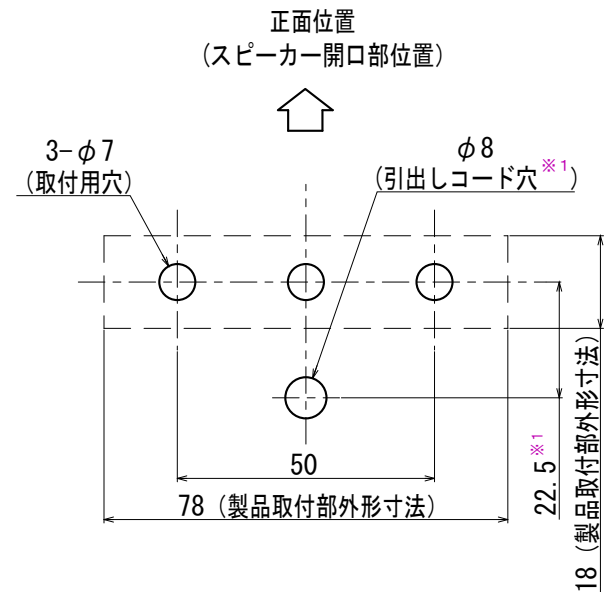 正面位置
(スピーカー開口部位置)
3-φ7
(取付用穴)
φ8
(引出しコード穴※1)
50
78 (製品取付部外形寸法)
22.5※1
18 (製品取付部外形寸法)